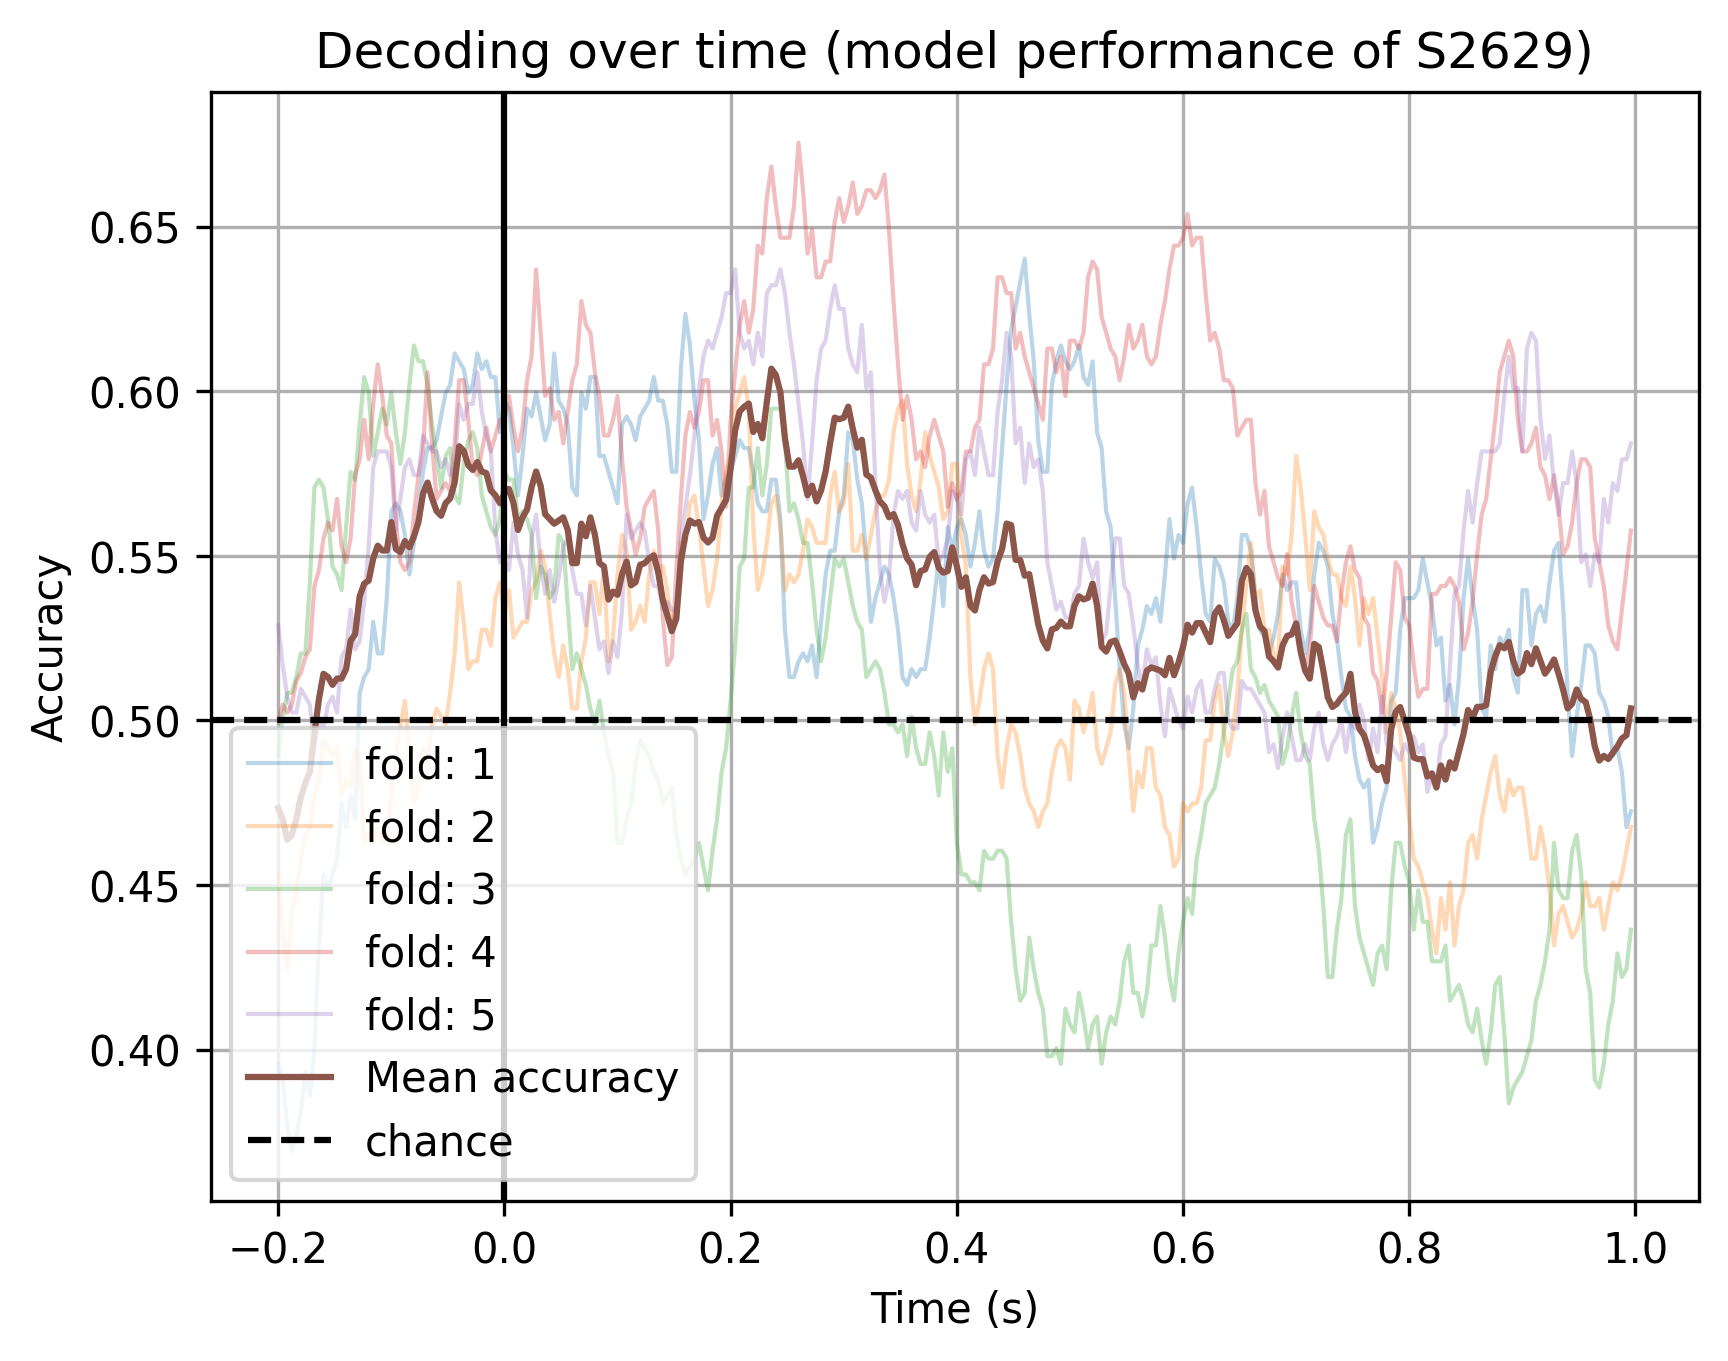 Decoding over time (model performance of S2629)
Accuracy
0.65
0.60
0.55
0.50
0.45
0.40
fold: 1
fold: 2
fold: 3
fold: 4
fold: 5
Mean accuracy
chance
−0.2
0.0
0.2
0.4
0.6
0.8
1.0
Time (s)